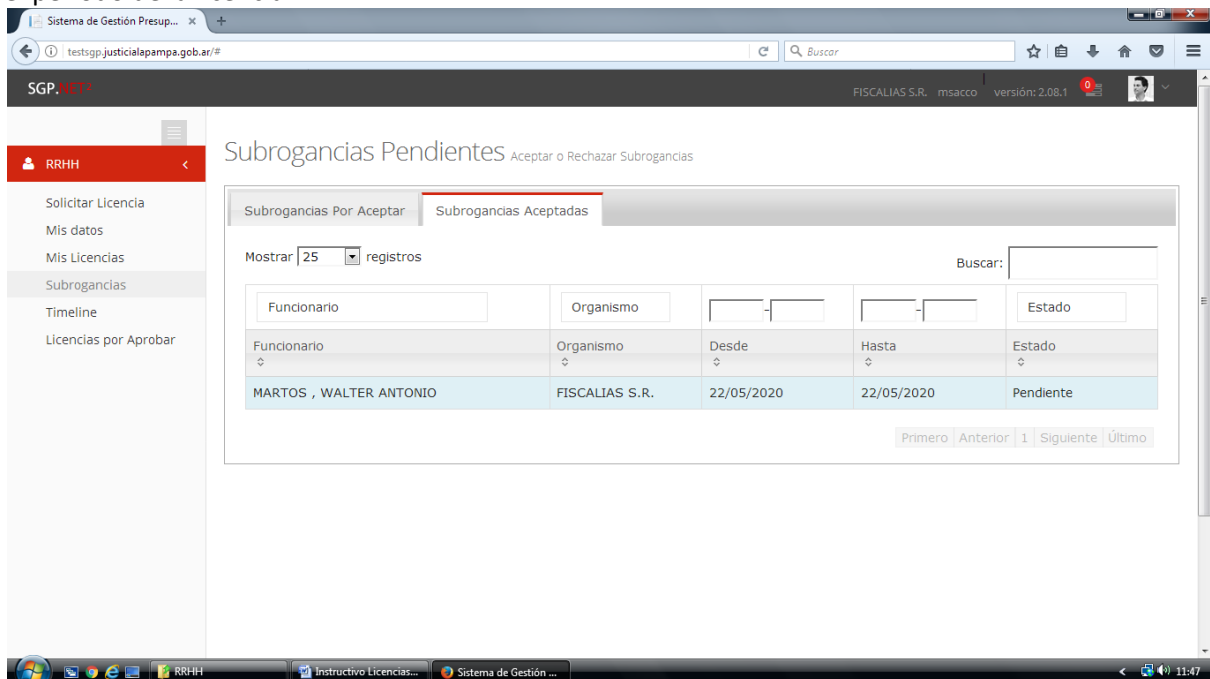 Sistema de Gestión Presup... × +
testsgp.justicialapampa.gob.ar/#
Buscar
SGP.NET
FISCALIAS S.R. msacco versión: 2.08.1 0
RRHH
Solicitar Licencia
Mis datos
Mis Licencias
Subrogancias
Timeline
Licencias por Aprobar
Subrogancias Pendientes Aceptar o Rechazar Subrogancias
Subrogancias Por Aceptar Subrogancias Aceptadas
Mostrar 25 registros
Buscar:
Funcionario Organismo - - Estado
Funcionario Organismo Desde Hasta Estado
MARTOS , WALTER ANTONIO FISCALIAS S.R. 22/05/2020 22/05/2020 Pendiente
Primero Anterior 1 Siguiente Último
RRHH Instructivo Licencias... Sistema de Gestión ... 11:47